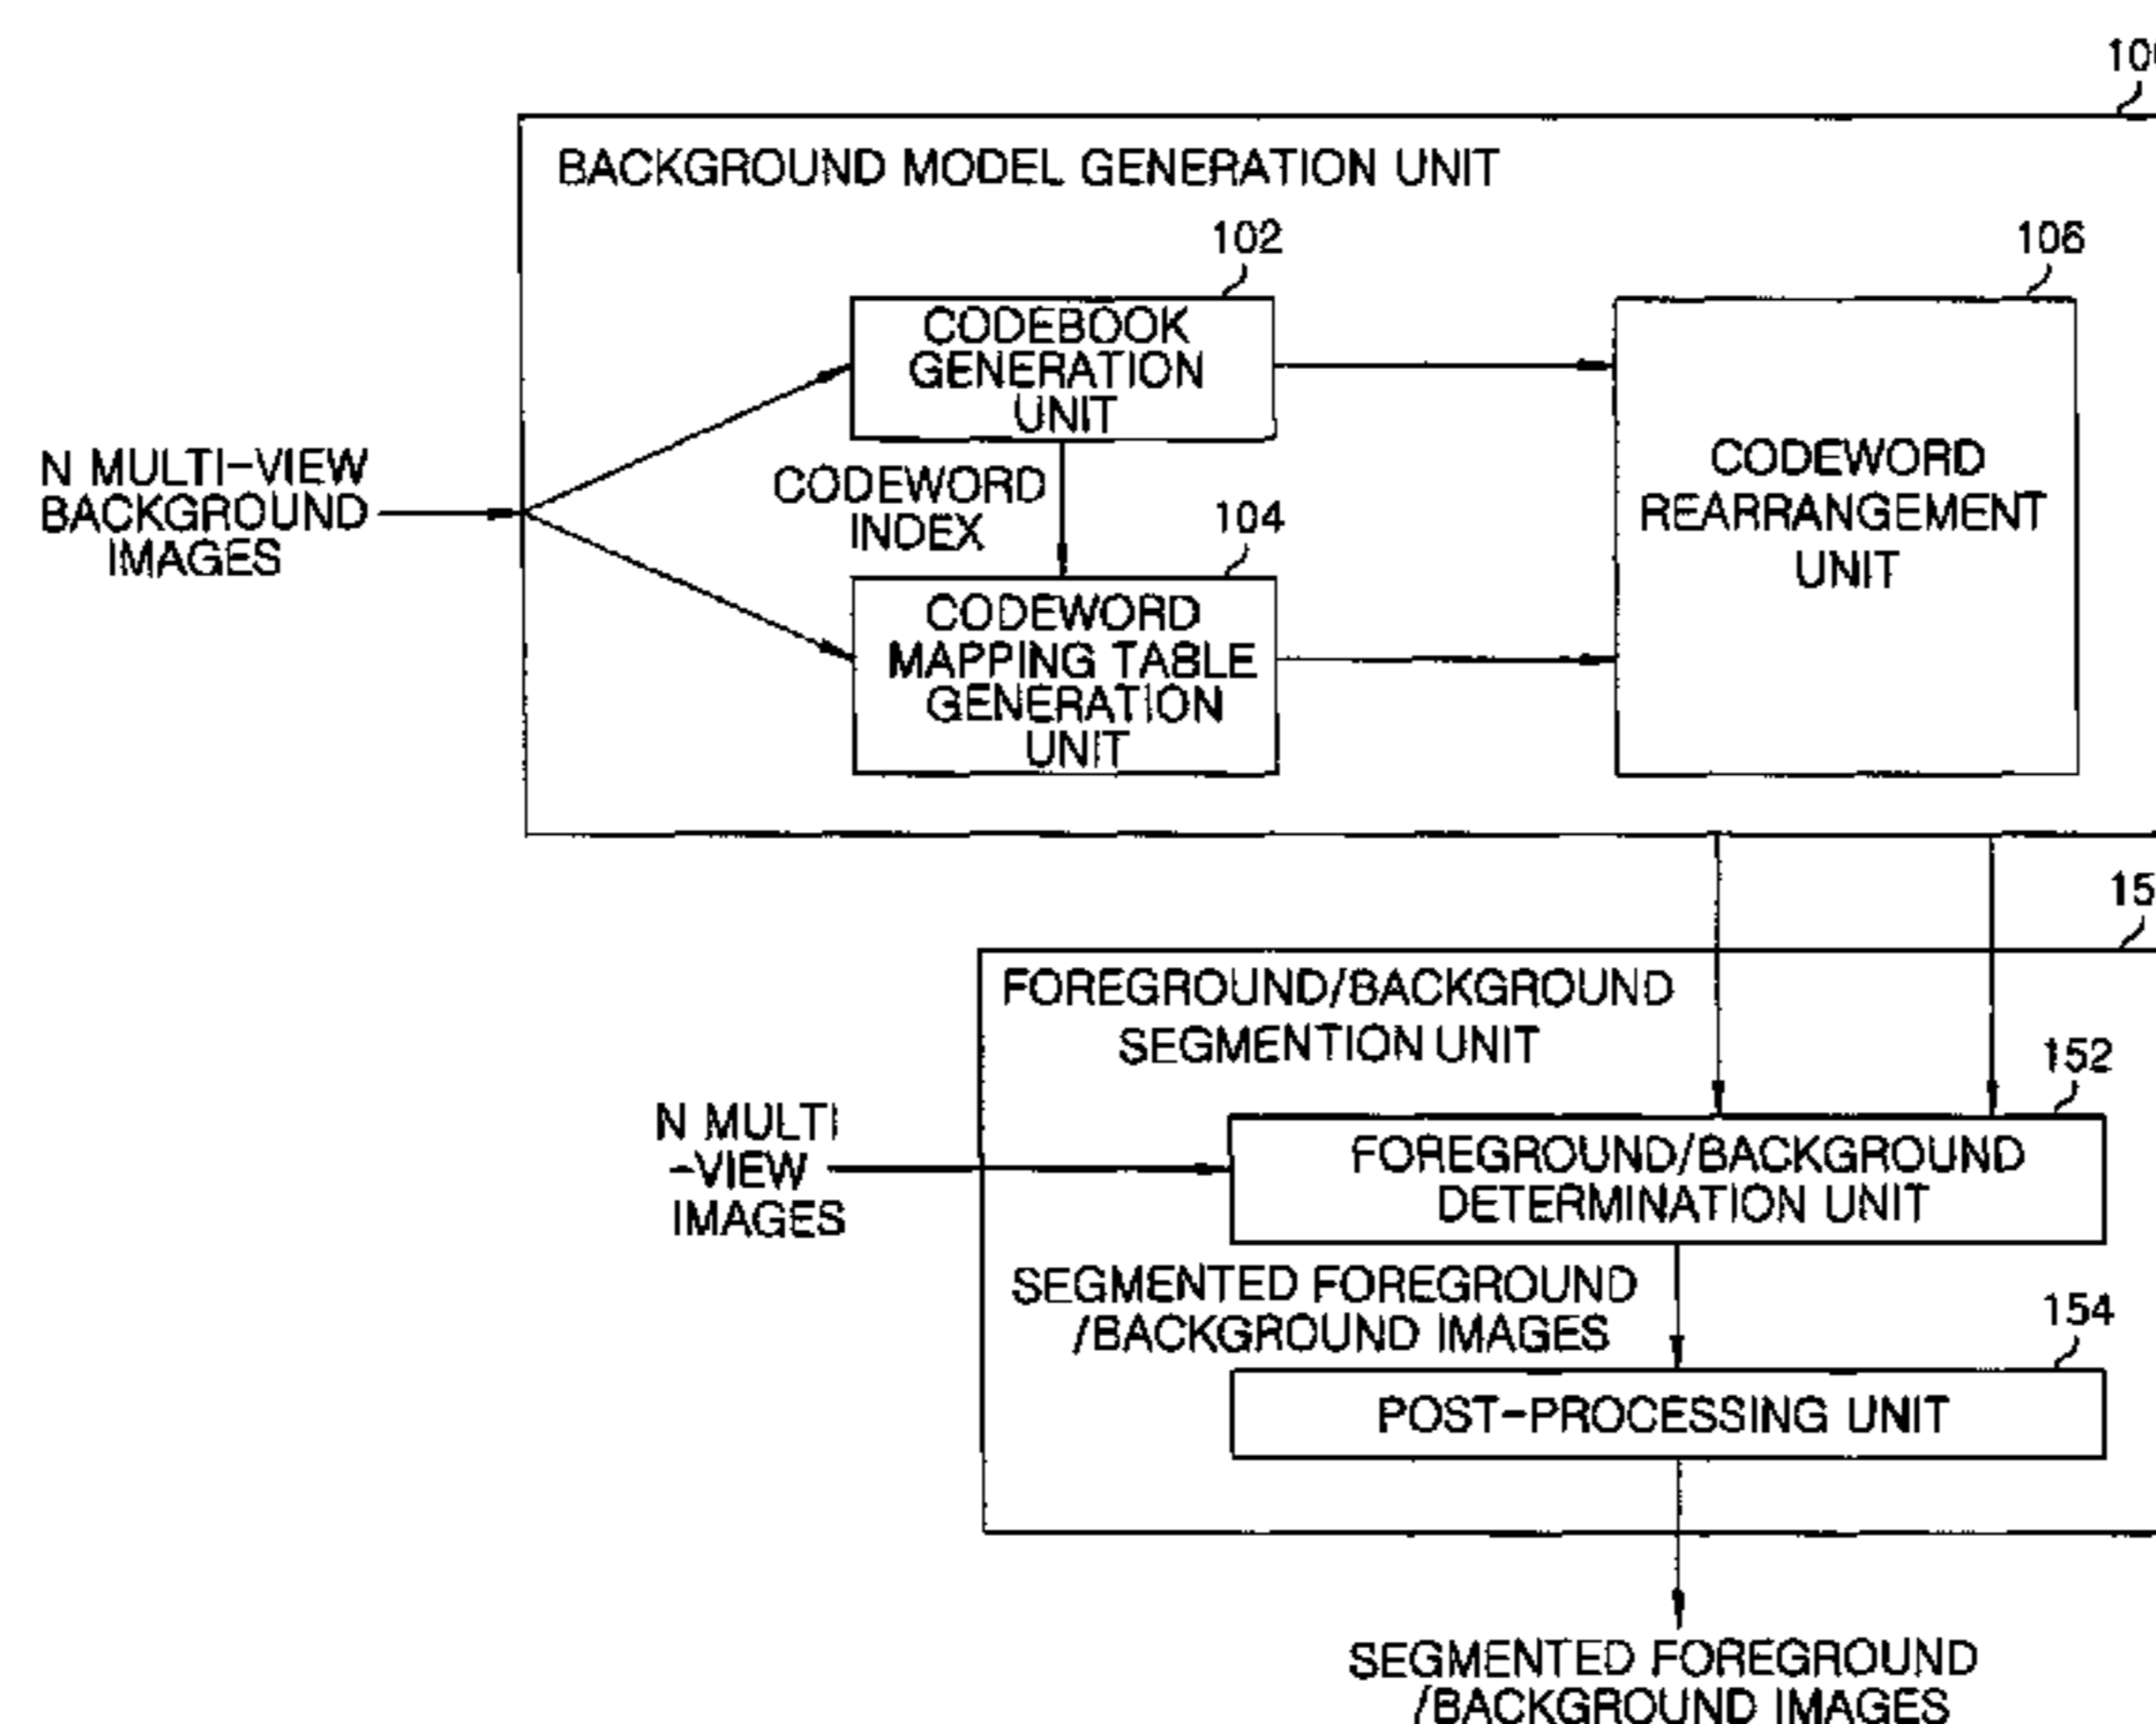 BACKGROUND MODEL GENERATION UNIT
102
106
CODEBOOK
GENERATION
UNIT
N MULTI-VIEW
BACKGROUND
IMAGES
CODEWORD
INDEX
104
CODEWORD
MAPPING TABLE
GENERATION
UNIT
CODEWORD
REARRANGEMENT
UNIT
FOREGROUND/BACKGROUND
SEGMENTION UNIT
152
N MULTI
-VIEW
IMAGES
FOREGROUND/BACKGROUND
DETERMINATION UNIT
SEGMENTED FOREGROUND
/BACKGROUND IMAGES
154
POST-PROCESSING UNIT
SEGMENTED FOREGROUND
/BACKGROUND IMAGES